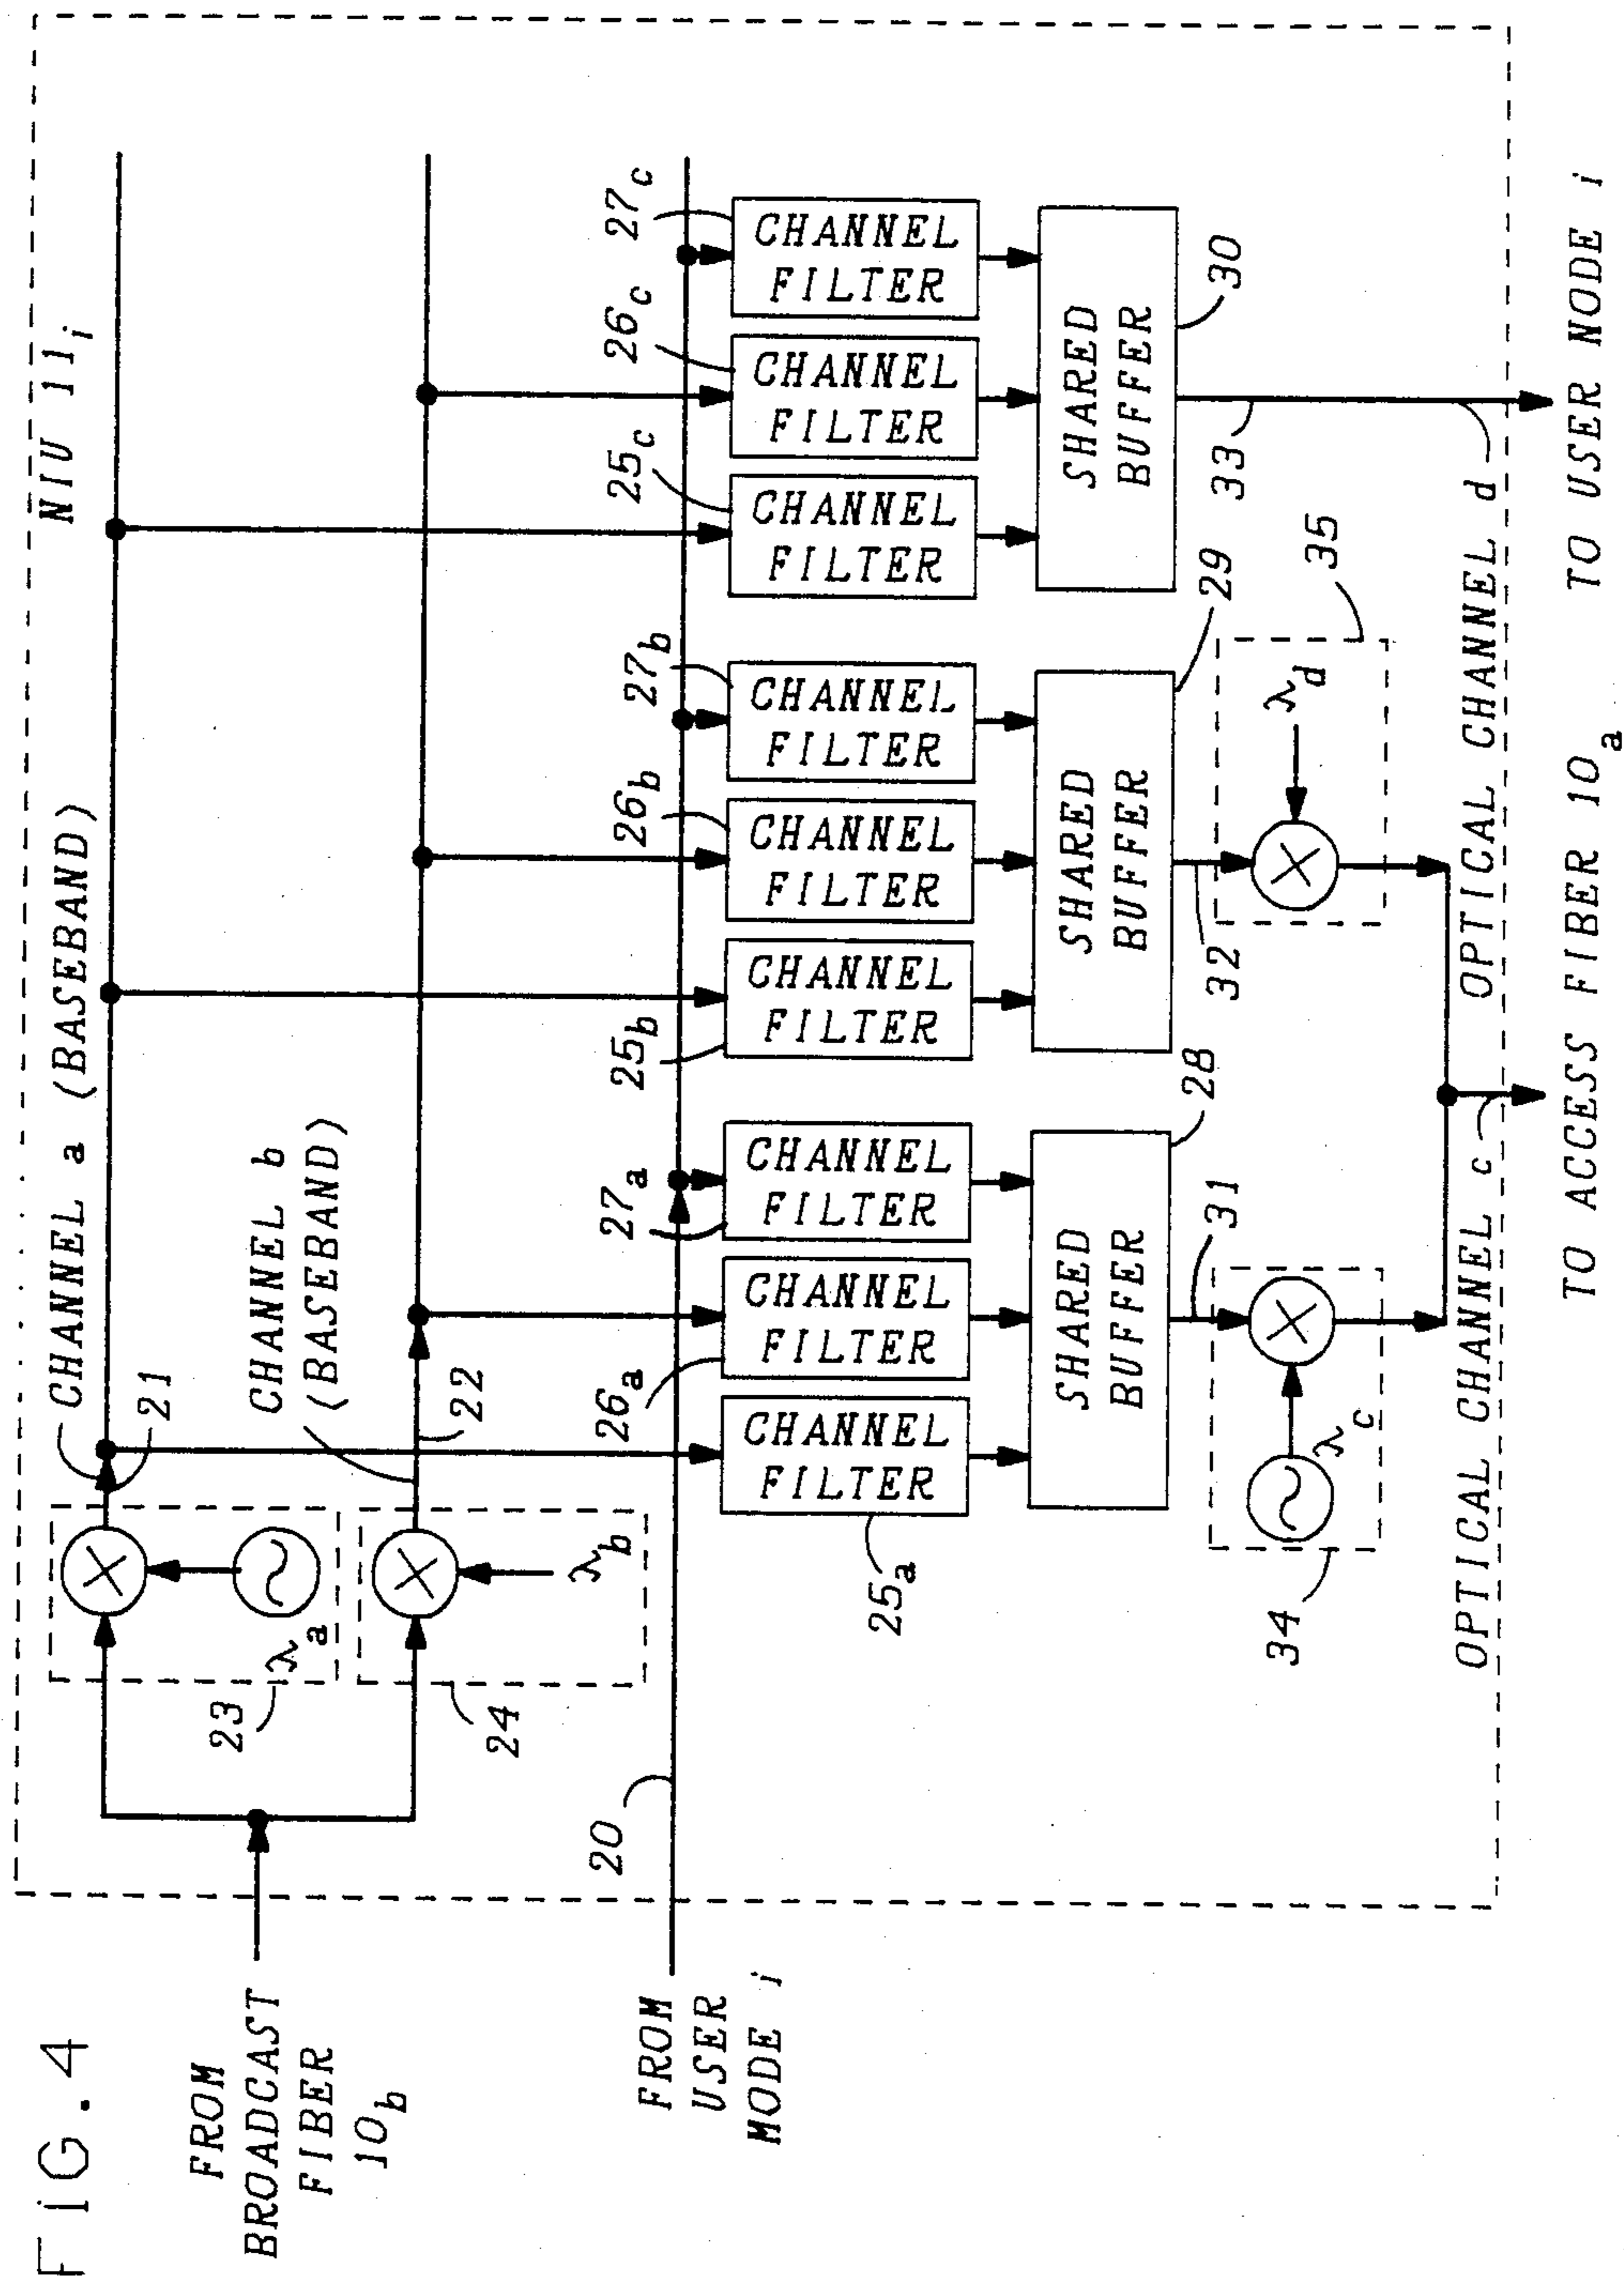 FIG.4
NIU 11i
CHANNEL a (BASEBAND)
21
CHANNEL b
(BASEBAND)
22
λa
23
λb
24
FROM
BROADCAST
FIBER
10b
20
FROM
USER
MODE i
25a
26a
27a
25b
26b
27b
25c
26c
27c
CHANNEL
FILTER
CHANNEL
FILTER
CHANNEL
FILTER
CHANNEL
FILTER
CHANNEL
FILTER
CHANNEL
FILTER
CHANNEL
FILTER
CHANNEL
FILTER
CHANNEL
FILTER
SHARED
BUFFER
28
SHARED
BUFFER
29
SHARED
BUFFER
30
31
32
33
λc
34
λd
35
OPTICAL CHANNEL c
OPTICAL CHANNEL d
TO ACCESS FIBER 10a
TO USER NODE i